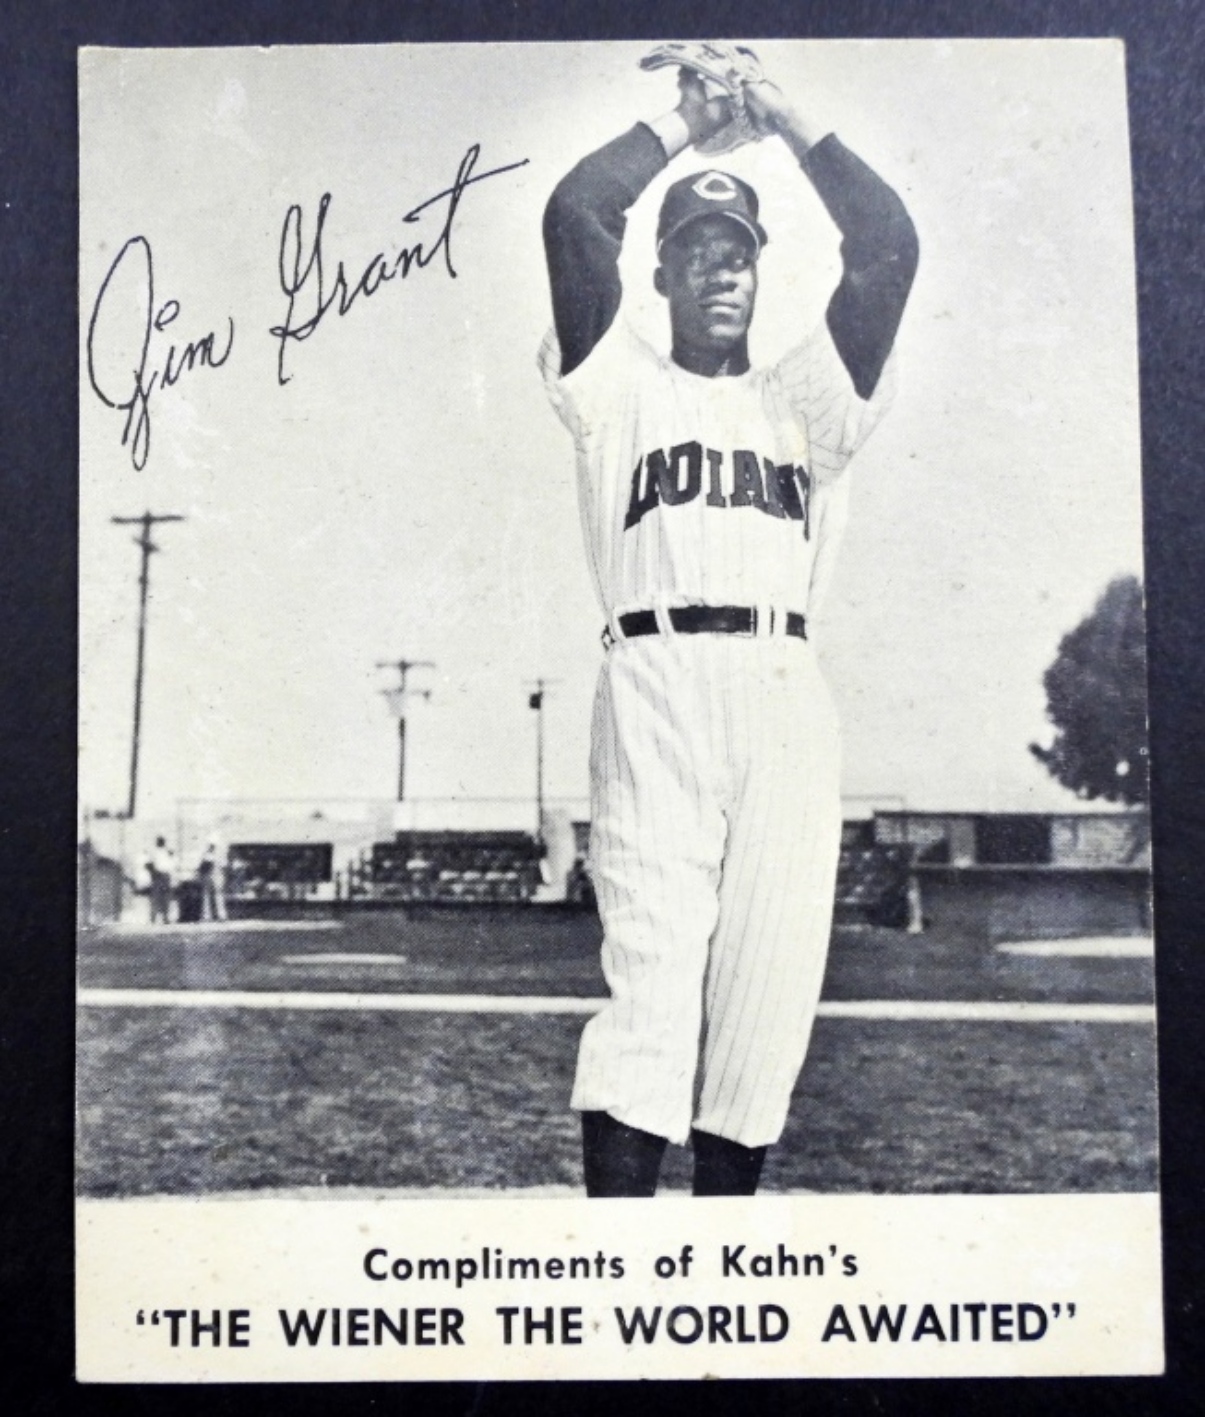 Jim Grant
C
INDIANS
Compliments of Kahn's
“THE WIENER THE WORLD AWAITED”